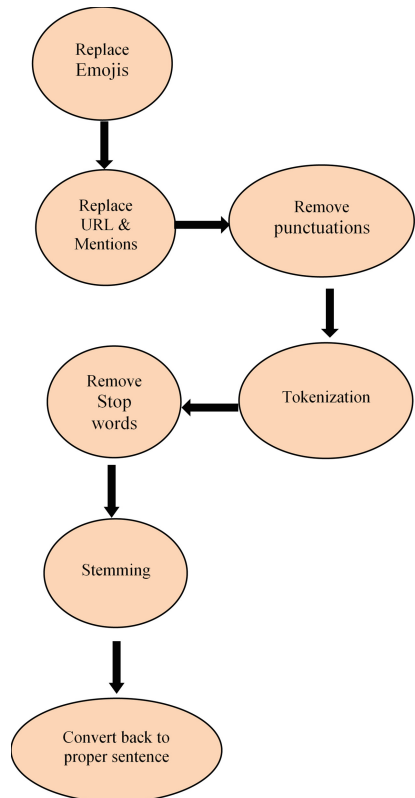 Replace
Emojis
Replace
URL &
Mentions
Remove
punctuations
Tokenization
Remove
Stop
words
Stemming
Convert back to
proper sentence